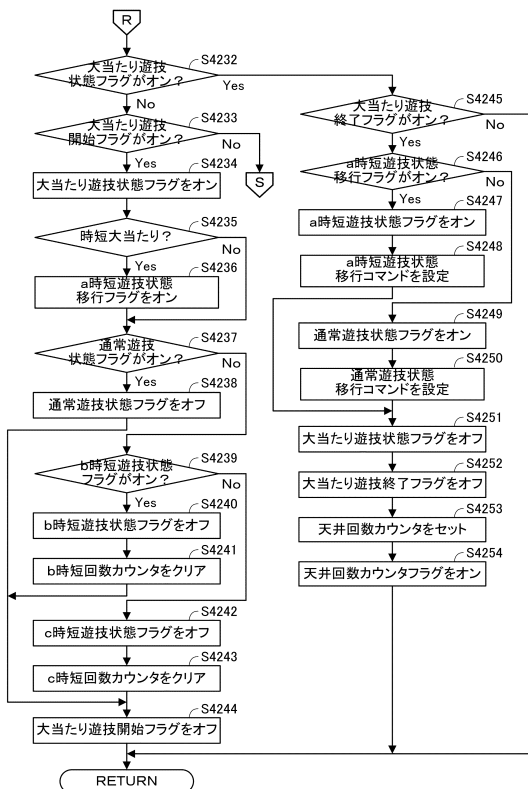 R
S4232
大当たり遊技
状態フラグがオン?
Yes
No
S4233
大当たり遊技
開始フラグがオン?
No
Yes
S
S4234
大当たり遊技状態フラグをオン
S4235
時短大当たり?
No
Yes
S4236
a時短遊技状態
移行フラグをオン
S4237
通常遊技
状態フラグがオン?
No
Yes
S4238
通常遊技状態フラグをオフ
S4239
b時短遊技状態
フラグがオン?
No
Yes
S4240
b時短遊技状態フラグをオフ
S4241
b時短回数カウンタをクリア
S4242
c時短遊技状態フラグをオフ
S4243
c時短回数カウンタをクリア
S4244
大当たり遊技開始フラグをオフ
RETURN
S4245
大当たり遊技
終了フラグがオン?
No
Yes
S4246
a時短遊技状態
移行フラグがオン?
No
Yes
S4247
a時短遊技状態フラグをオン
S4248
a時短遊技状態
移行コマンドを設定
S4249
通常遊技状態フラグをオン
S4250
通常遊技状態
移行コマンドを設定
S4251
大当たり遊技状態フラグをオフ
S4252
大当たり遊技終了フラグをオフ
S4253
天井回数カウンタをセット
S4254
天井回数カウンタフラグをオン